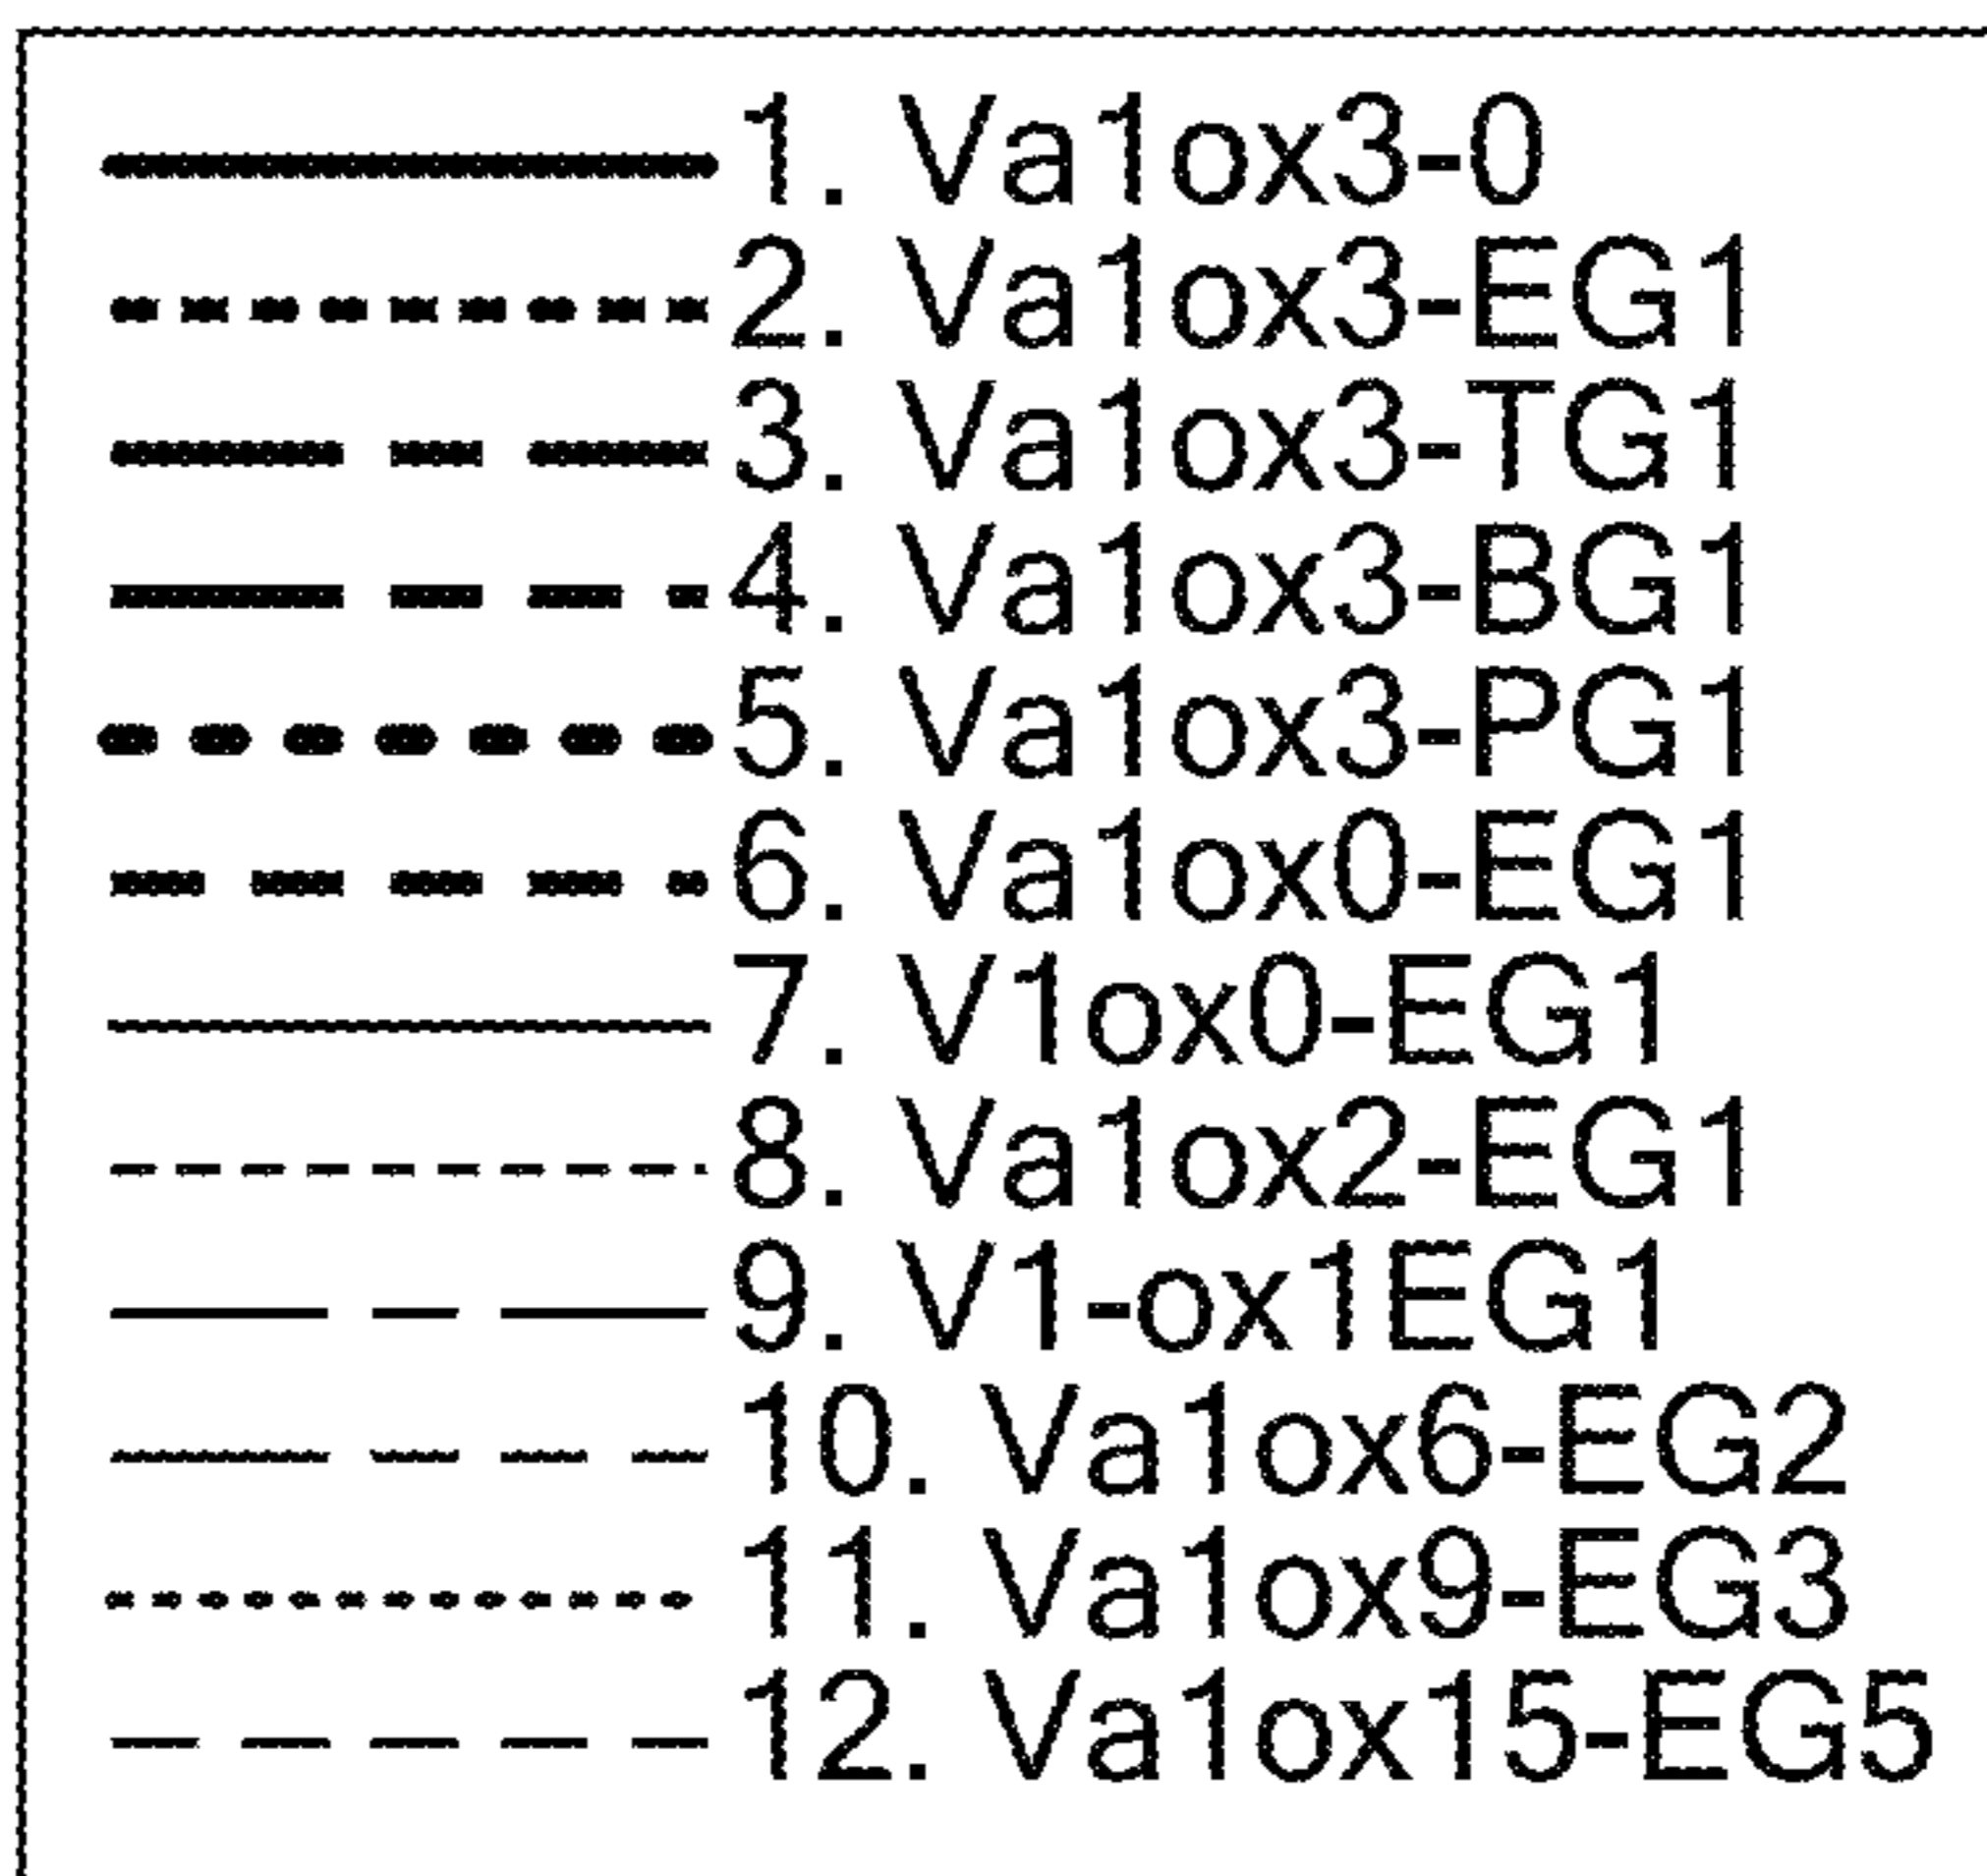 1. Va1ox3-0
2. Va1ox3-EG1
3. Va1ox3-TG1
4. Va1ox3-BG1
5. Va1ox3-PG1
6. Va1ox0-EG1
7. V1ox0-EG1
8. Va1ox2-EG1
9. V1-ox1EG1
10. Va1ox6-EG2
11. Va1ox9-EG3
12. Va1ox15-EG5